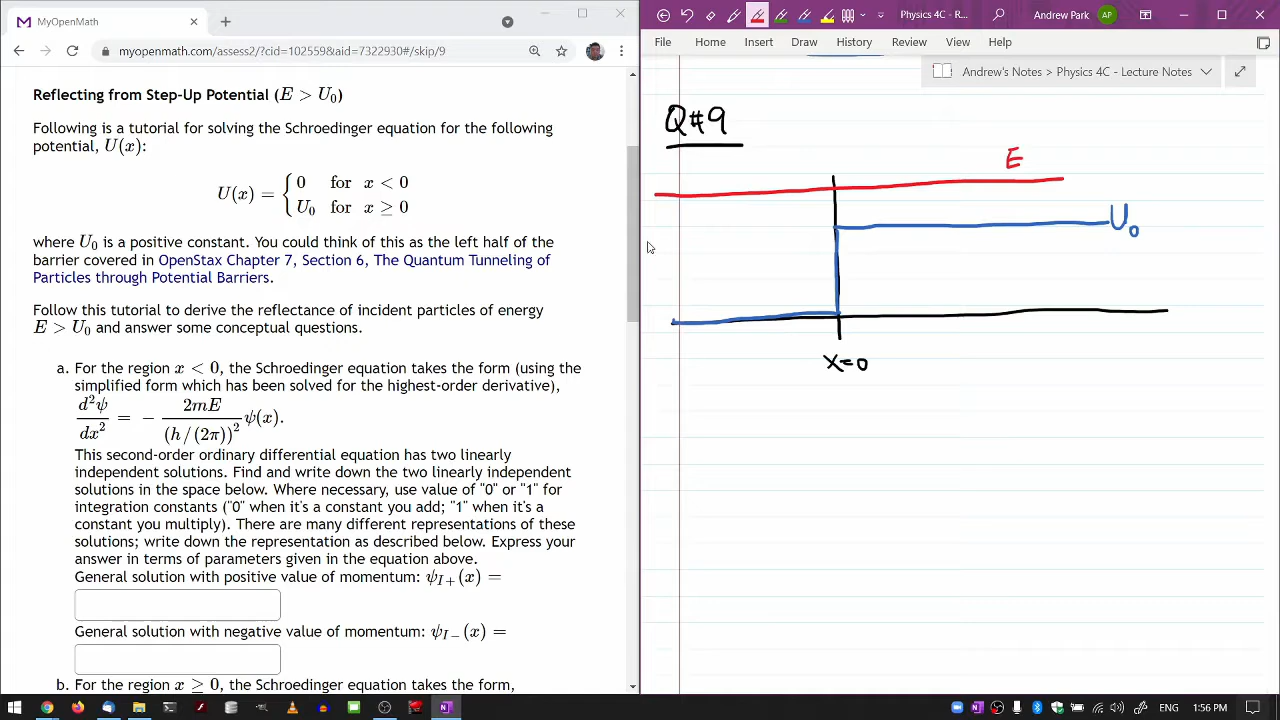 MyOpenMath
myopenmath.com/assess2/?cid=102559&aid=7322930#/skip/9
Reflecting from Step-Up Potential (E > U₀)
Following is a tutorial for solving the Schroedinger equation for the following
potential, U(x):
U(x) = { 0 for x < 0
U₀ for x ≥ 0
where U₀ is a positive constant. You could think of this as the left half of the
barrier covered in OpenStax Chapter 7, Section 6, The Quantum Tunneling of
Particles through Potential Barriers.
Follow this tutorial to derive the reflectance of incident particles of energy
E > U₀ and answer some conceptual questions.
a. For the region x < 0, the Schroedinger equation takes the form (using the
simplified form which has been solved for the highest-order derivative),
d²ψ/dx² = − 2mE/(h/(2π))² ψ(x).
This second-order ordinary differential equation has two linearly
independent solutions. Find and write down the two linearly independent
solutions in the space below. Where necessary, use value of "0" or "1" for
integration constants ("0" when it's a constant you add; "1" when it's a
constant you multiply). There are many different representations of these
solutions; write down the representation as described below. Express your
answer in terms of parameters given in the equation above.
General solution with positive value of momentum: ψ_{I+}(x) =
General solution with negative value of momentum: ψ_{I−}(x) =
b. For the region x ≥ 0, the Schroedinger equation takes the form,
Physics 4C - R...
Andrew Park
AP
File Home Insert Draw History Review View Help
Andrew's Notes > Physics 4C - Lecture Notes
Q#9
E
U₀
x=0
ENG
1:56 PM